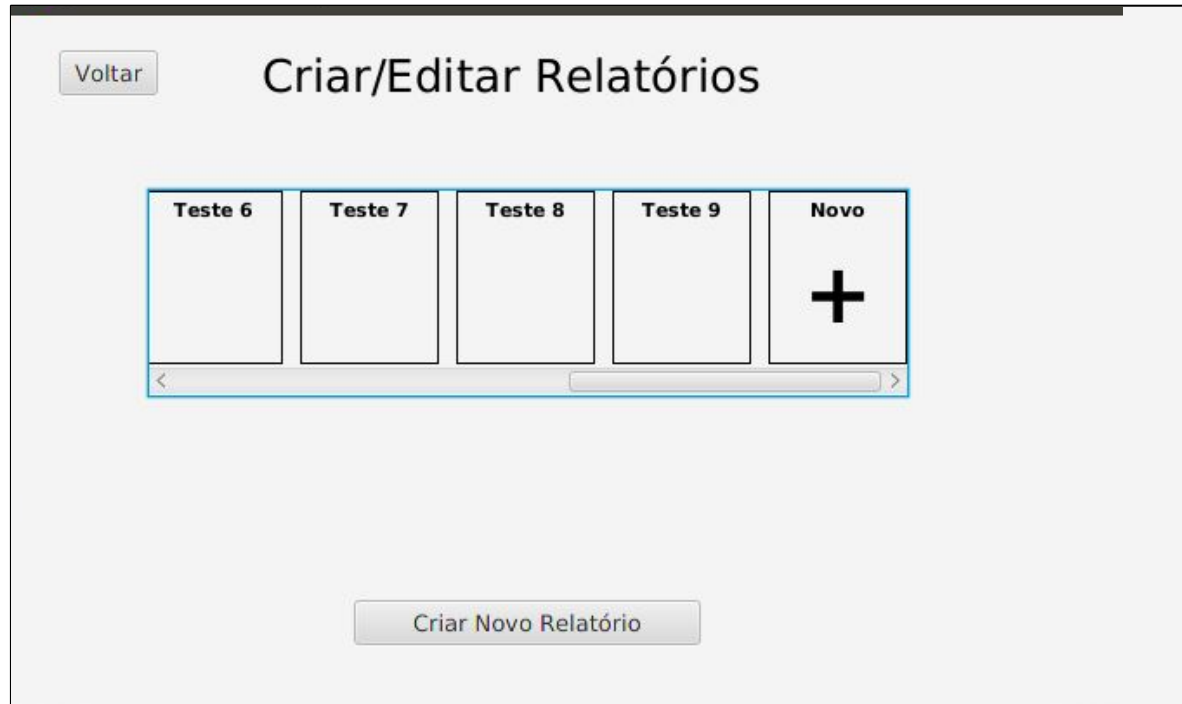 Voltar
Criar/Editar Relatórios
Teste 6
Teste 7
Teste 8
Teste 9
Novo
+
Criar Novo Relatório